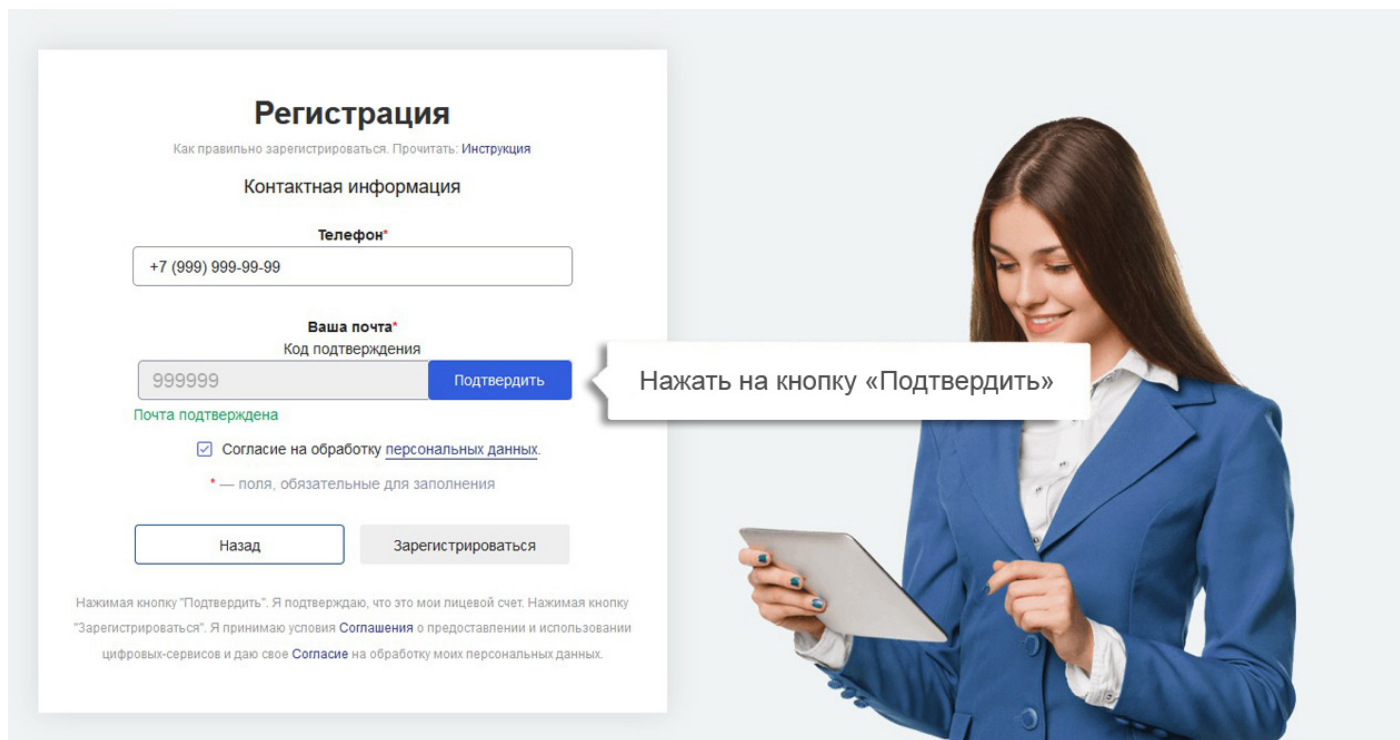 Регистрация
Как правильно зарегистрироваться. Прочитать: Инструкция
Контактная информация
Телефон*
+7 (999) 999-99-99
Ваша почта*
Код подтверждения
999999
Подтвердить
Нажать на кнопку «Подтвердить»
Почта подтверждена
Согласие на обработку персональных данных.
* — поля, обязательные для заполнения
Назад
Зарегистрироваться
Нажимая кнопку "Подтвердить". Я подтверждаю, что это мои лицевой счет. Нажимая кнопку
"Зарегистрироваться". Я принимаю условия Соглашения о предоставлении и использовании
цифровых-сервисов и даю свое Согласие на обработку моих персональных данных.